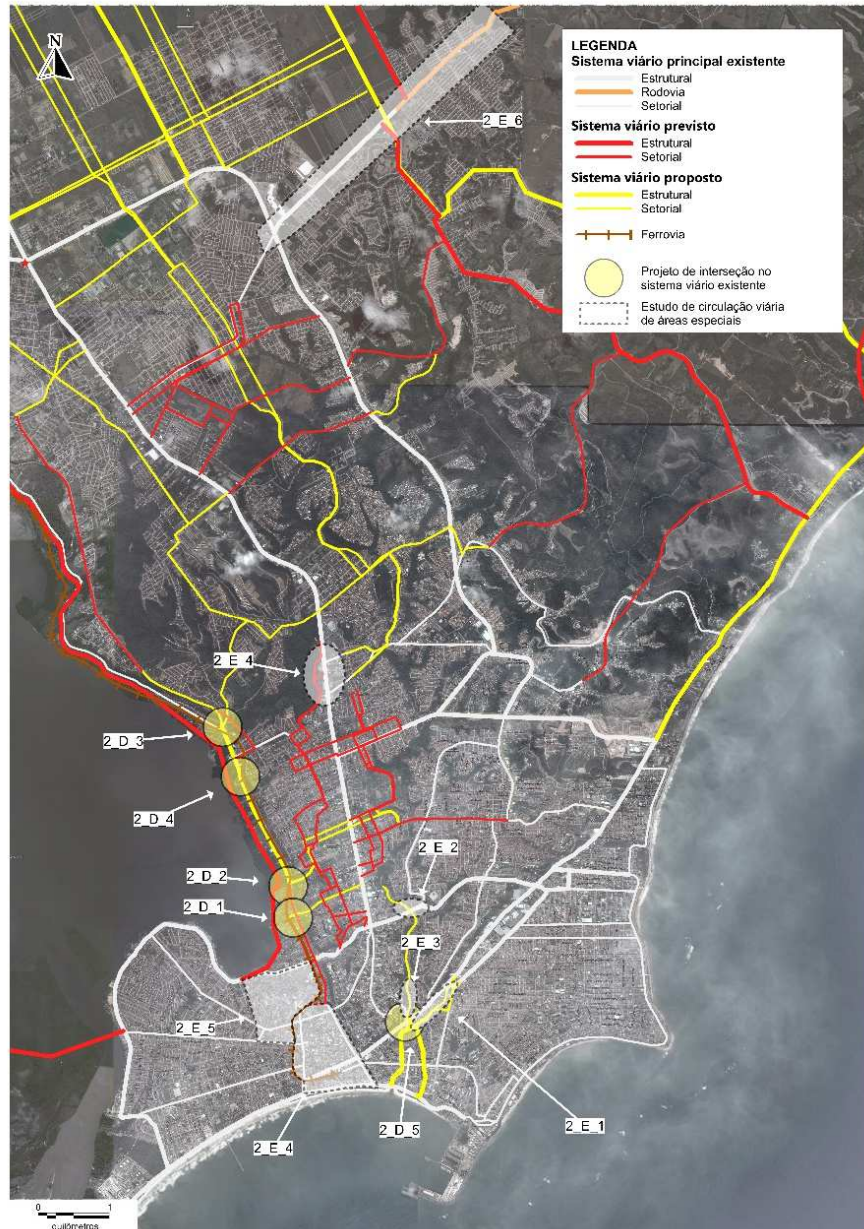 N
LEGENDA
Sistema viário principal existente
Estrutural
Rodovia
Setorial
Sistema viário previsto
Estrutural
Setorial
Sistema viário proposto
Estrutural
Setorial
Ferrovia
Projeto de interseção no
sistema viário existente
Estudo de circulação viária
de áreas especiais
2_E_6
2_E_4
2_D_3
2_D_4
2_E_2
2_D_2
2_D_1
2_E_3
2_E_5
2_E_4
2_D_5
2_E_1
0 1
quilômetros